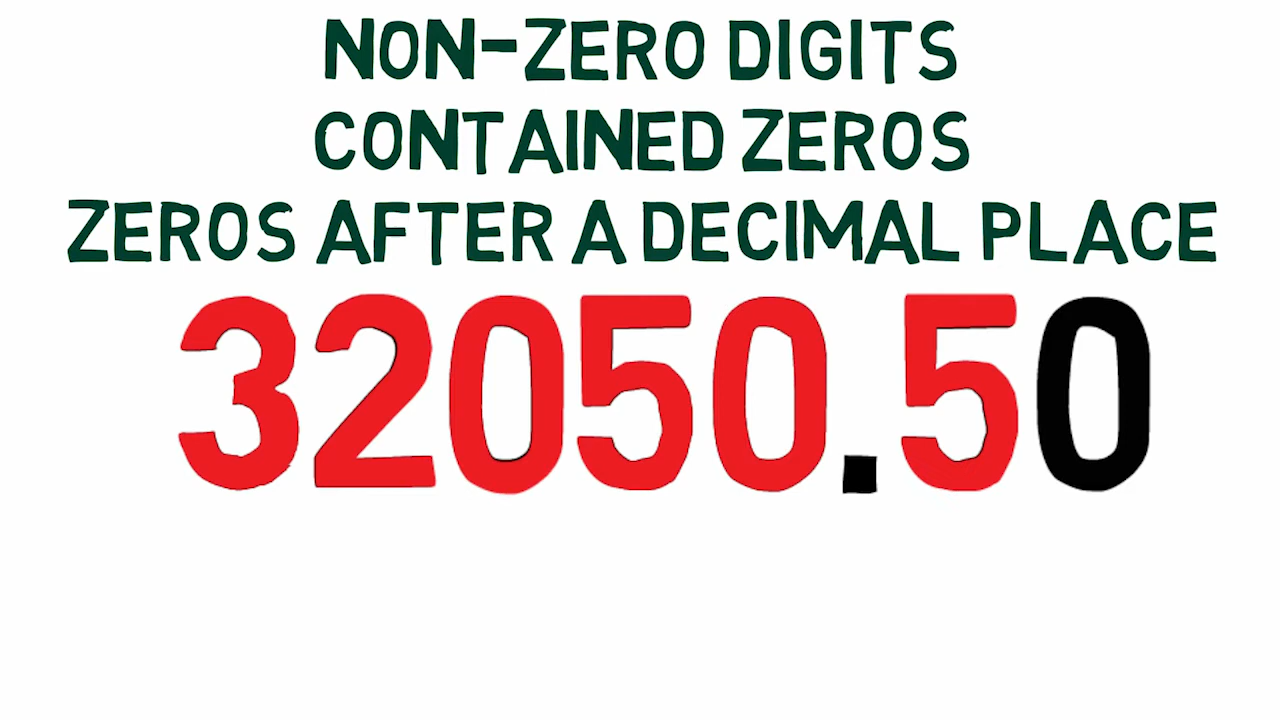 NON-ZERO DIGITS
CONTAINED ZEROS
ZEROS AFTER A DECIMAL PLACE
32050.50